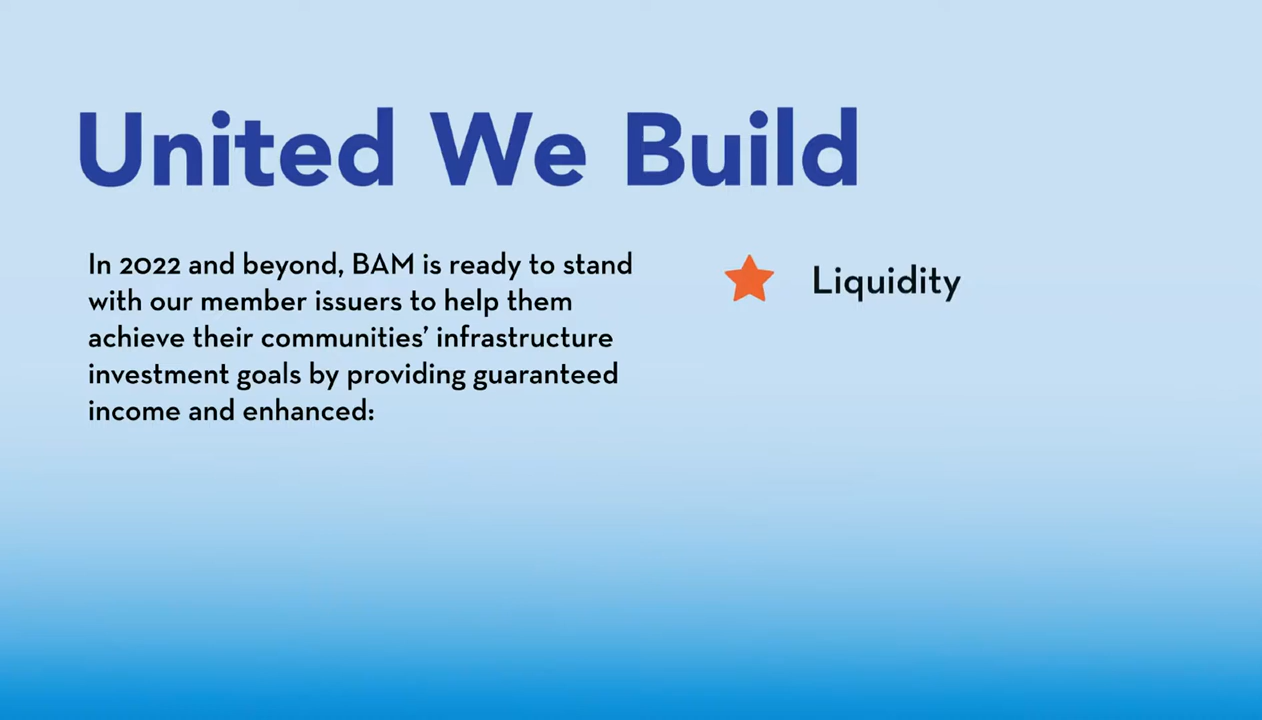 United We Build
In 2022 and beyond, BAM is ready to stand
with our member issuers to help them
achieve their communities’ infrastructure
investment goals by providing guaranteed
income and enhanced:
Liquidity